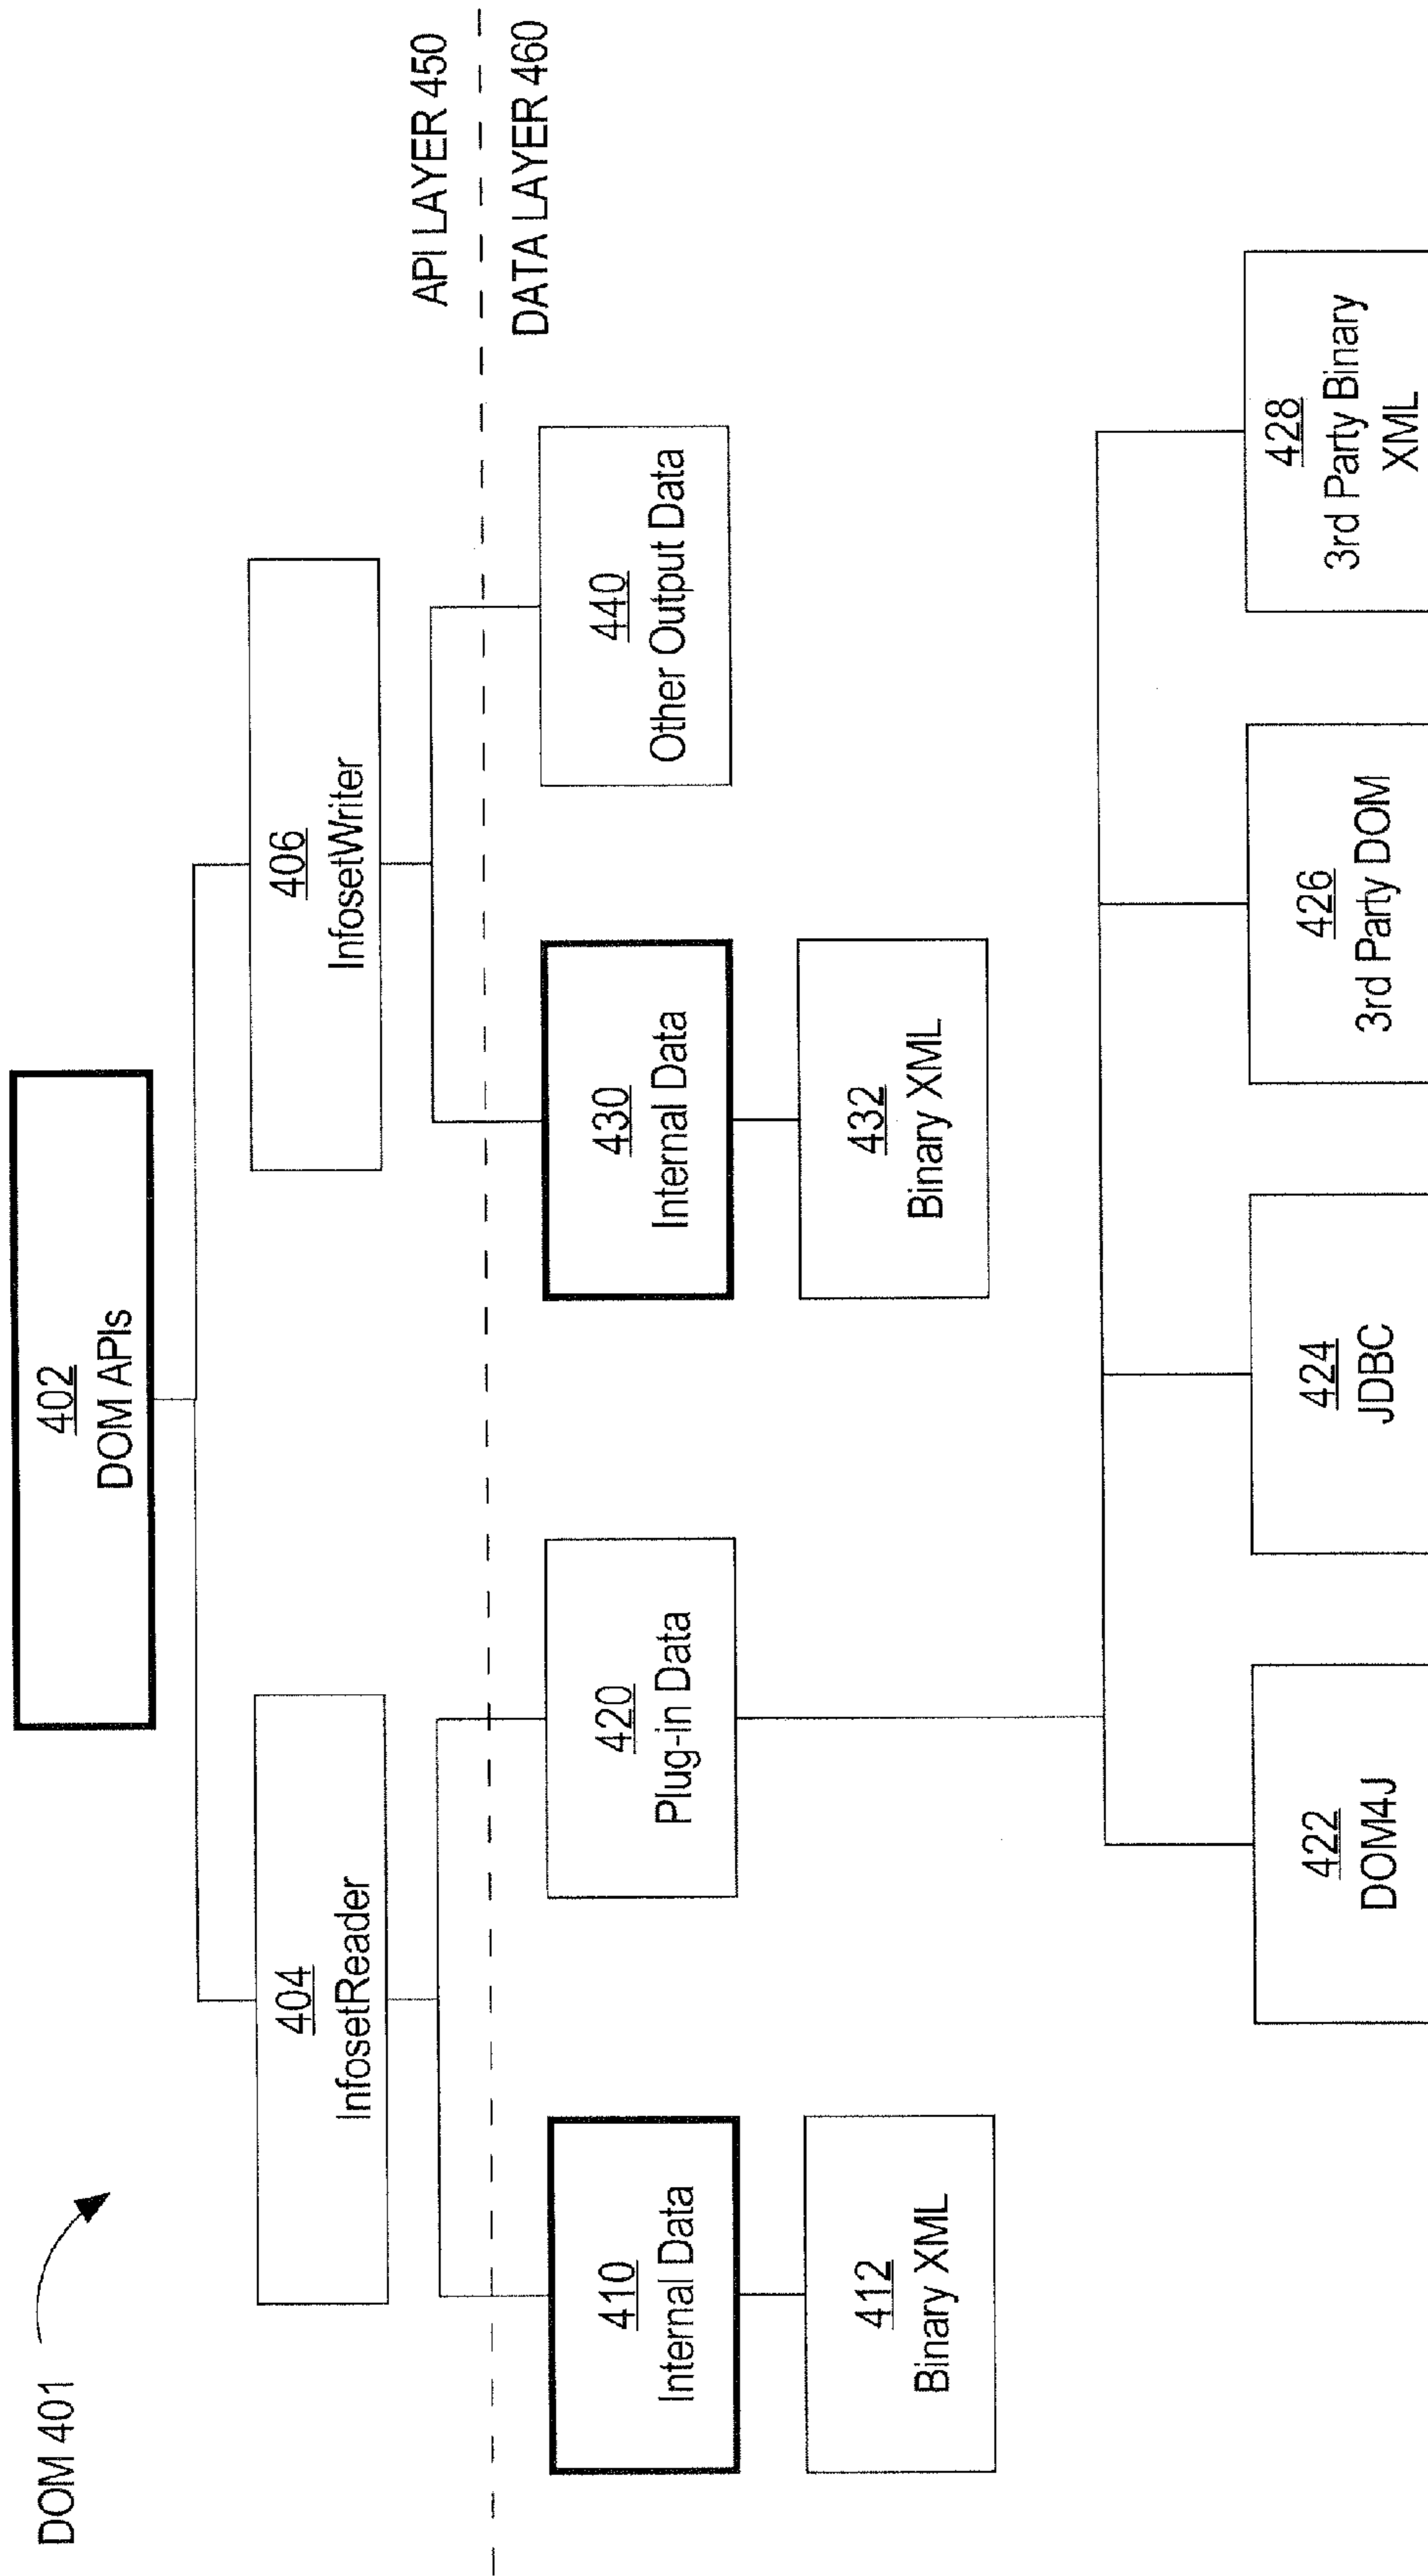 DOM 401
402
DOM APIs
404
InfosetReader
406
InfosetWriter
API LAYER 450
DATA LAYER 460
410
Internal Data
420
Plug-in Data
430
Internal Data
440
Other Output Data
412
Binary XML
432
Binary XML
422
DOM4J
424
JDBC
426
3rd Party DOM
428
3rd Party Binary
XML